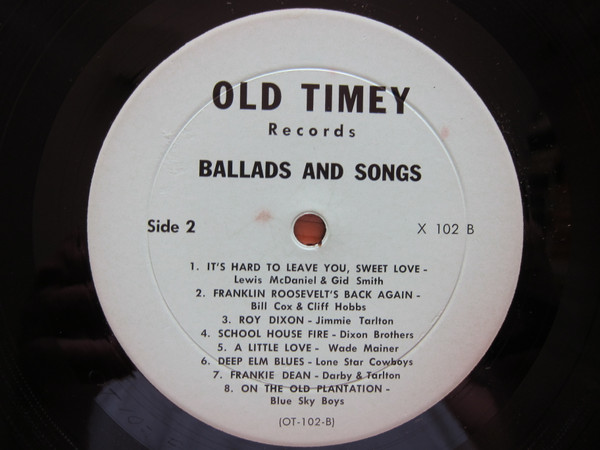 OLD TIMEY
Records
BALLADS AND SONGS
Side 2
X 102 B
1. IT'S HARD TO LEAVE YOU, SWEET LOVE -
Lewis McDaniel & Gid Smith
2. FRANKLIN ROOSEVELT'S BACK AGAIN -
Bill Cox & Cliff Hobbs
3. ROY DIXON - Jimmie Tarlton
4. SCHOOL HOUSE FIRE - Dixon Brothers
5. A LITTLE LOVE - Wade Mainer
6. DEEP ELM BLUES - Lone Star Cowboys
7. FRANKIE DEAN - Darby & Tarlton
8. ON THE OLD PLANTATION -
Blue Sky Boys
(OT-102-B)